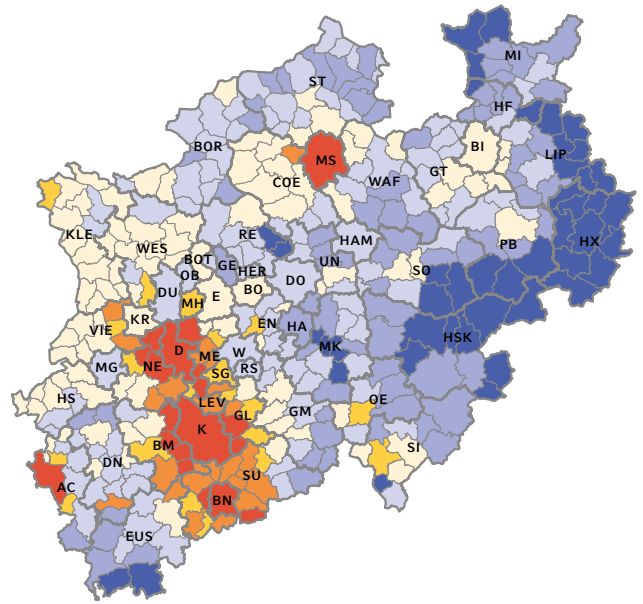 MI
ST
HF
BOR
BI
LIP
MS
GT
COE
WAF
KLE
RE
HAM
HX
WES
PB
BOT
GE
UN
SO
OB
HER
DU
BO
DO
MH
E
KR
EN
HA
VIE
HSK
D
MK
ME
W
NE
MG
SG
RS
HS
LEV
OE
GL
GM
K
BM
SI
DN
SU
AC
BN
EUS